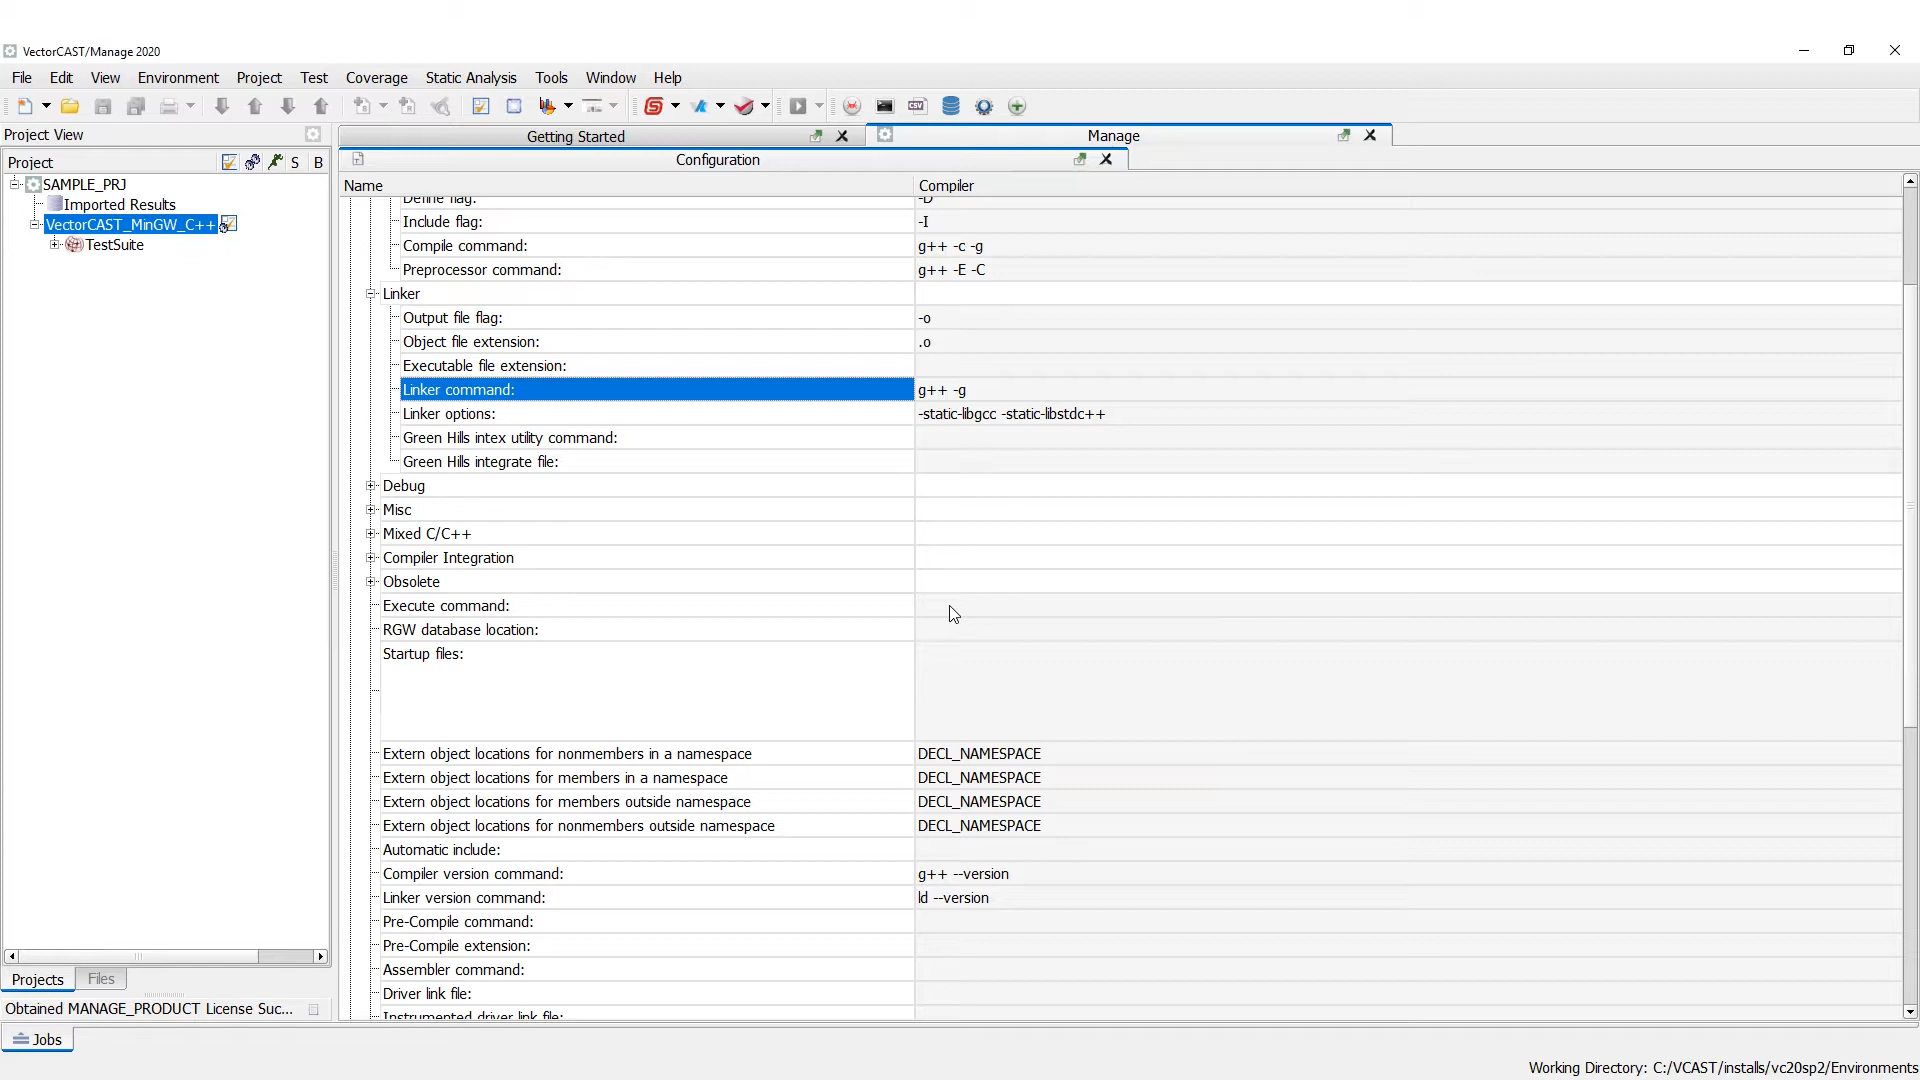 VectorCAST/Manage 2020
File Edit View Environment Project Test Coverage Static Analysis Tools Window Help
Project View
Getting Started
Manage
Project S B
Configuration
SAMPLE_PRJ
Imported Results
VectorCAST_MinGW_C++
TestSuite
Name Compiler
Define flag: -D
Include flag: -I
Compile command: g++ -c -g
Preprocessor command: g++ -E -C
Linker
Output file flag: -o
Object file extension: .o
Executable file extension:
Linker command: g++ -g
Linker options: -static-libgcc -static-libstdc++
Green Hills intex utility command:
Green Hills integrate file:
Debug
Misc
Mixed C/C++
Compiler Integration
Obsolete
Execute command:
RGW database location:
Startup files:
Extern object locations for nonmembers in a namespace DECL_NAMESPACE
Extern object locations for members in a namespace DECL_NAMESPACE
Extern object locations for members outside namespace DECL_NAMESPACE
Extern object locations for nonmembers outside namespace DECL_NAMESPACE
Automatic include:
Compiler version command: g++ --version
Linker version command: ld --version
Pre-Compile command:
Pre-Compile extension:
Assembler command:
Driver link file:
Instrumented driver link file:
Projects Files
Obtained MANAGE_PRODUCT License Suc...
Jobs
Working Directory: C:/VCAST/installs/vc20sp2/Environments